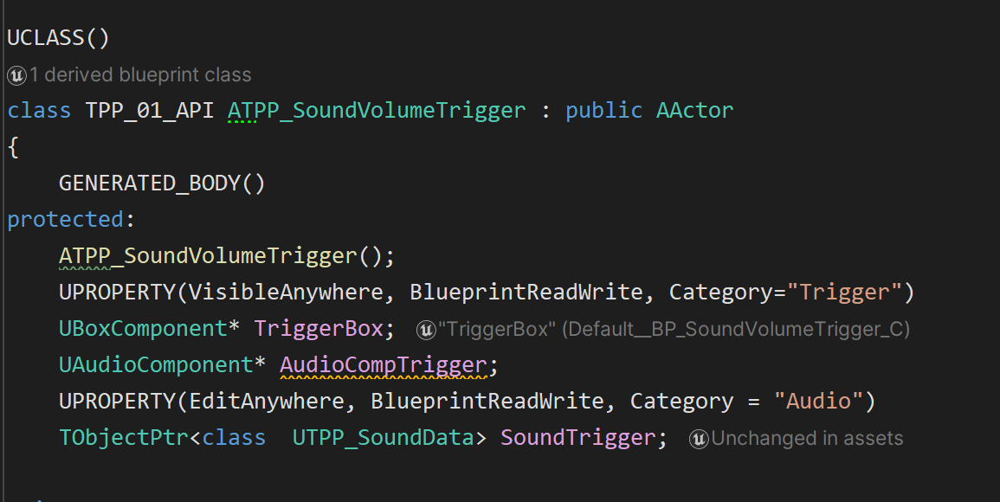 UCLASS()
1 derived blueprint class
class TPP_01_API ATPP_SoundVolumeTrigger : public AActor
{
GENERATED_BODY()
protected:
ATPP_SoundVolumeTrigger();
UPROPERTY(VisibleAnywhere, BlueprintReadWrite, Category="Trigger")
UBoxComponent* TriggerBox; "TriggerBox" (Default__BP_SoundVolumeTrigger_C)
UAudioComponent* AudioCompTrigger;
UPROPERTY(EditAnywhere, BlueprintReadWrite, Category = "Audio")
TObjectPtr<class  UTPP_SoundData> SoundTrigger; Unchanged in assets